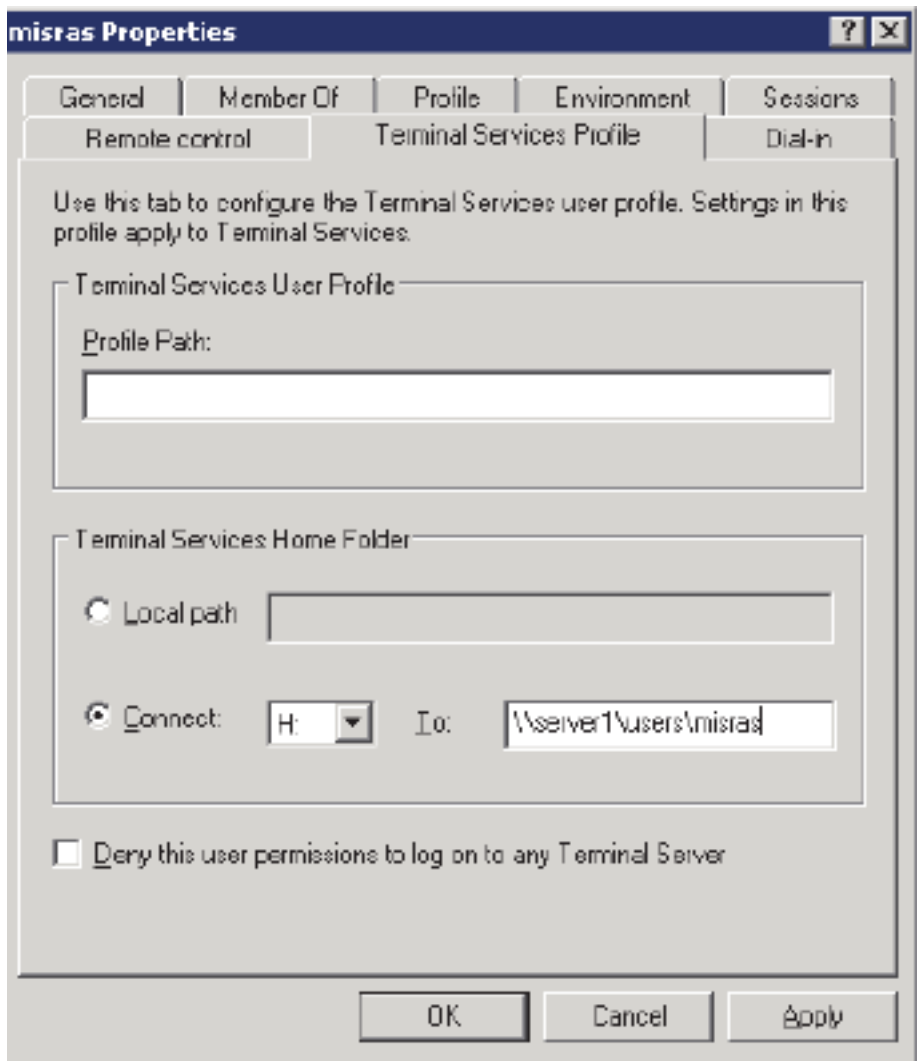 misras Properties
General Member Of Profile Environment Sessions
Remote control Terminal Services Profile Dial-in
Use this tab to configure the Terminal Services user profile. Settings in this
profile apply to Terminal Services.
Terminal Services User Profile
Profile Path:
Terminal Services Home Folder
Local path
Connect: H: To: \\server1\users\misras
Deny this user permissions to log on to any Terminal Server
OK Cancel Apply